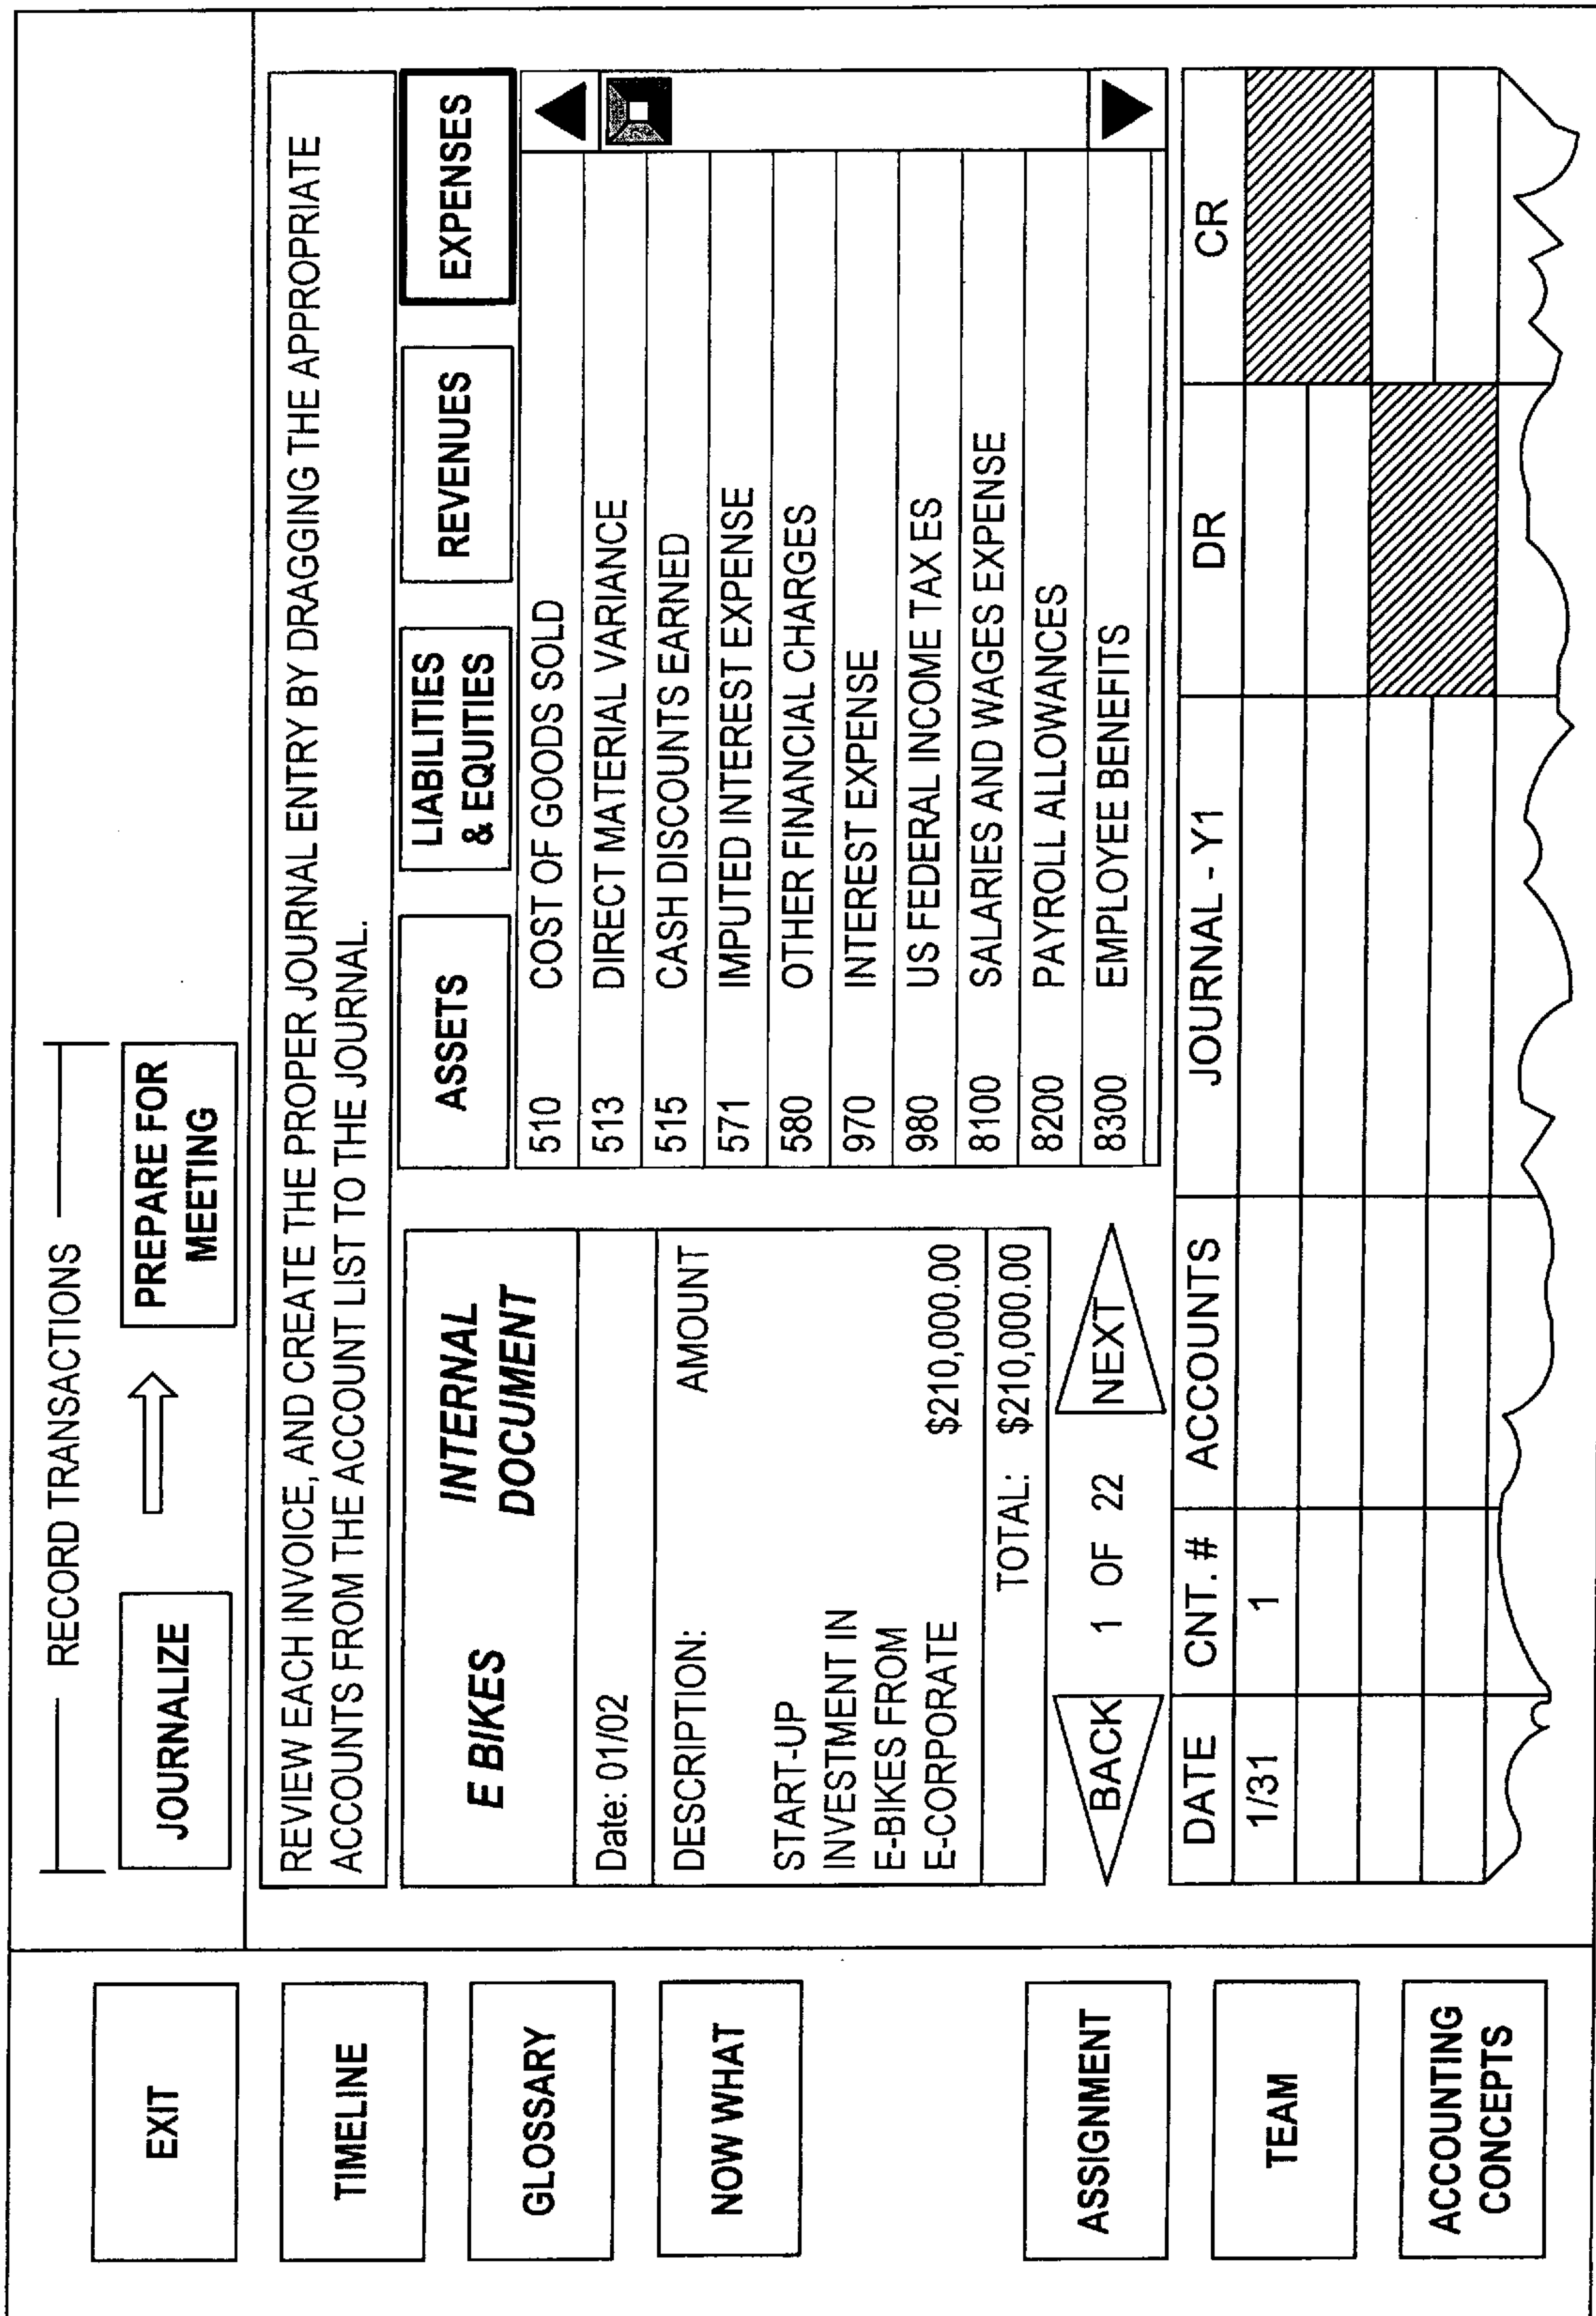 RECORD TRANSACTIONS
JOURNALIZE
PREPARE FOR
MEETING
EXIT
TIMELINE
GLOSSARY
NOW WHAT
ASSIGNMENT
TEAM
ACCOUNTING
CONCEPTS
REVIEW EACH INVOICE, AND CREATE THE PROPER JOURNAL ENTRY BY DRAGGING THE APPROPRIATE
ACCOUNTS FROM THE ACCOUNT LIST TO THE JOURNAL.
E BIKES
INTERNAL
DOCUMENT
Date: 01/02
DESCRIPTION: AMOUNT
START-UP
INVESTMENT IN
E-BIKES FROM
E-CORPORATE $210,000.00
TOTAL: $210,000.00
BACK 1 OF 22 NEXT
ASSETS
LIABILITIES
& EQUITIES
REVENUES
EXPENSES
510 COST OF GOODS SOLD
513 DIRECT MATERIAL VARIANCE
515 CASH DISCOUNTS EARNED
571 IMPUTED INTEREST EXPENSE
580 OTHER FINANCIAL CHARGES
970 INTEREST EXPENSE
980 US FEDERAL INCOME TAX ES
8100 SALARIES AND WAGES EXPENSE
8200 PAYROLL ALLOWANCES
8300 EMPLOYEE BENEFITS
DATE CNT. # ACCOUNTS JOURNAL - Y1 DR CR
1/31 1